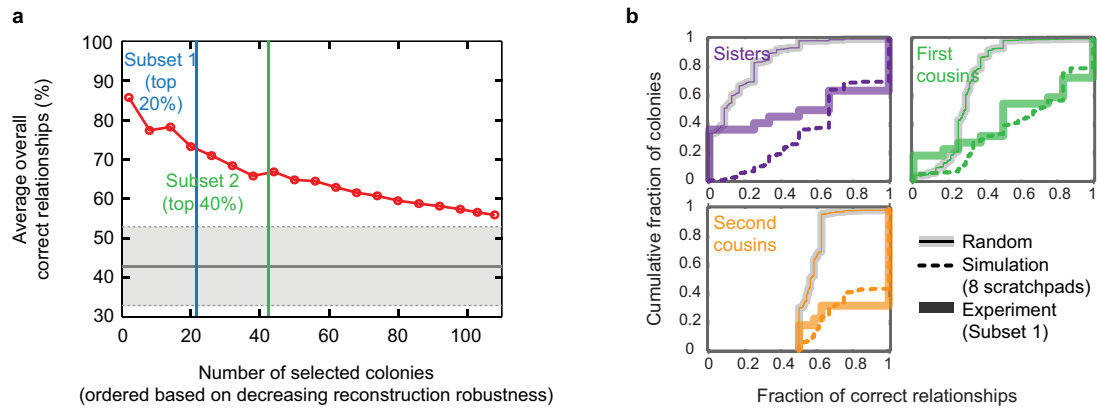 a
100
90
80
70
60
50
40
30
0
20
40
60
80
100
Average overall
correct relationships (%)
Subset 1
(top
20%)
Subset 2
(top 40%)
Number of selected colonies
(ordered based on decreasing reconstruction robustness)
b
Cumulative fraction of colonies
1
0.8
0.6
0.4
0.2
0
Sisters
0
0.2
0.4
0.6
0.8
1
First
cousins
0
0.2
0.4
0.6
0.8
1
1
0.8
0.6
0.4
0.2
0
Second
cousins
0
0.2
0.4
0.6
0.8
1
Random
Simulation
(8 scratchpads)
Experiment
(Subset 1)
Fraction of correct relationships